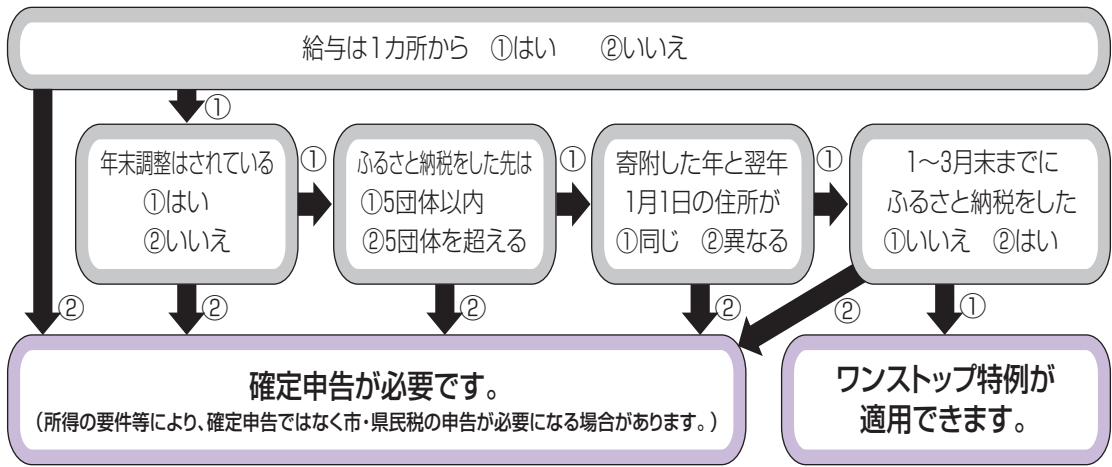 給与は1カ所から ①はい ②いいえ
①
年末調整はされている
①はい
②いいえ
①
ふるさと納税をした先は
①5団体以内
②5団体を超える
①
寄附した年と翌年
1月1日の住所が
①同じ ②異なる
①
1～3月末までに
ふるさと納税をした
①いいえ ②はい
②
②
②
②
②
①
確定申告が必要です。
（所得の要件等により、確定申告ではなく市・県民税の申告が必要になる場合があります。）
ワンストップ特例が
適用できます。